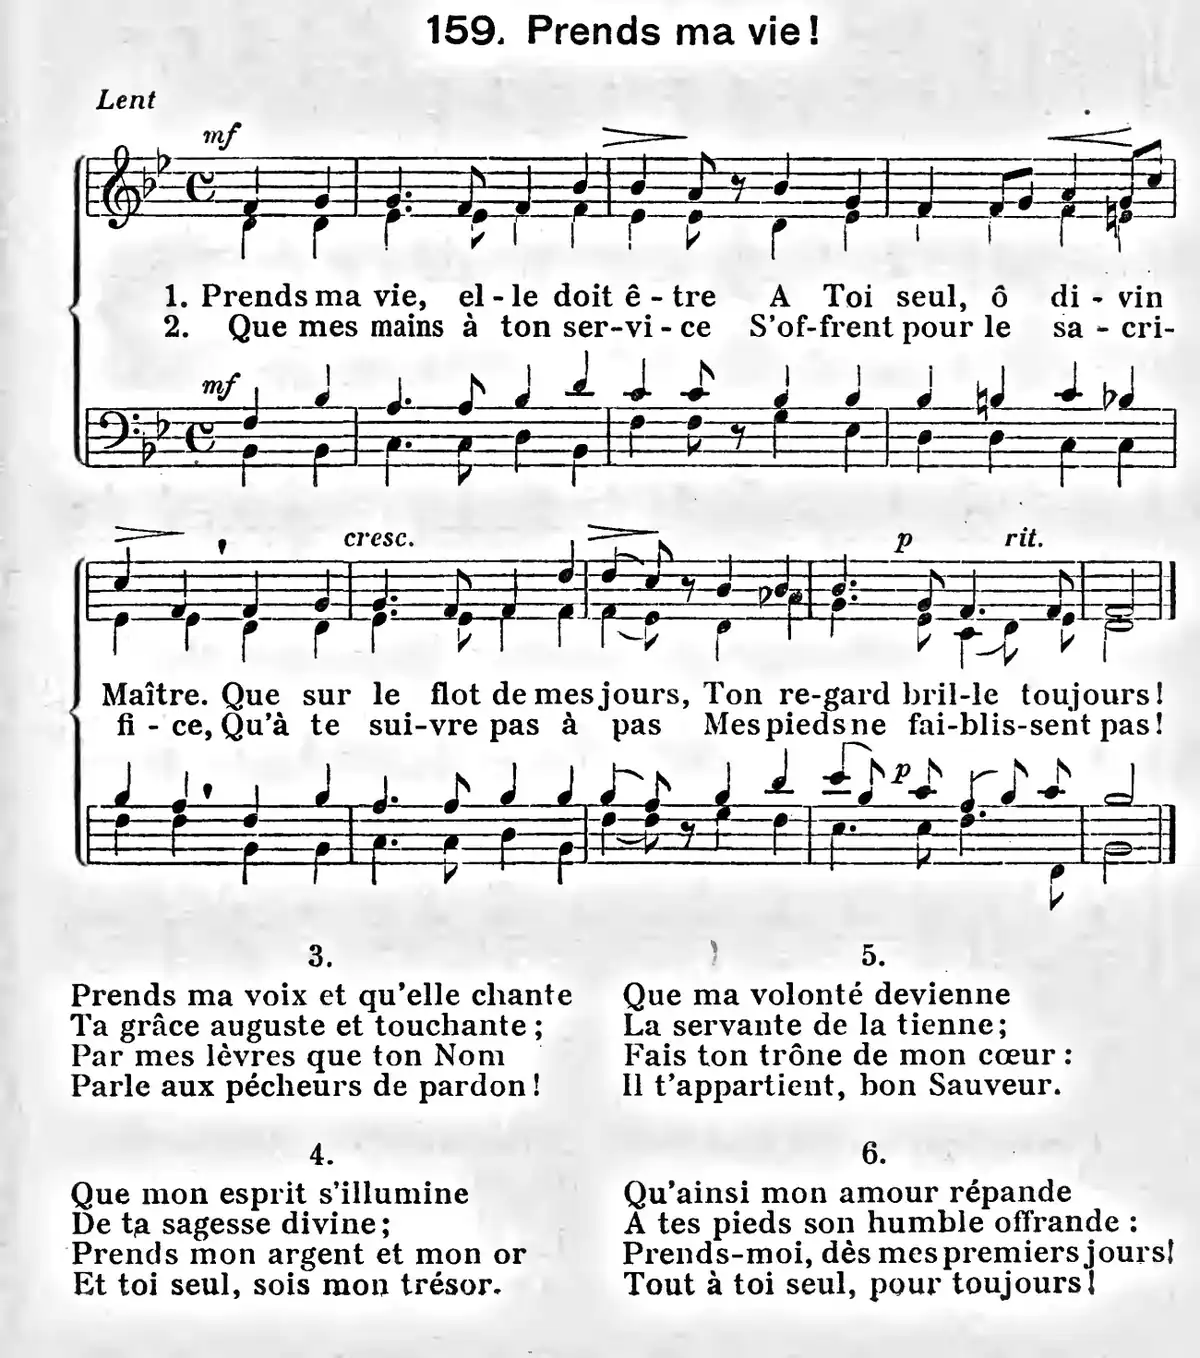 159. Prends ma vie !
Lent
mf
1. Prends ma vie, el - le doit ê - tre A Toi seul, ô di - vin
2. Que mes mains à ton ser-vi - ce S'of-frent pour le sa - cri-
mf
cresc. p rit.
Maître. Que sur le flot de mes jours, Ton re-gard bril-le toujours !
fi - ce, Qu'à te sui-vre pas à pas Mes pieds ne fai-blis-sent pas !
p
3.
Prends ma voix et qu'elle chante
Ta grâce auguste et touchante ;
Par mes lèvres que ton Nom
Parle aux pécheurs de pardon !
4.
Que mon esprit s'illumine
De ta sagesse divine ;
Prends mon argent et mon or
Et toi seul, sois mon trésor.
5.
Que ma volonté devienne
La servante de la tienne ;
Fais ton trône de mon cœur :
Il t'appartient, bon Sauveur.
6.
Qu'ainsi mon amour répande
A tes pieds son humble offrande :
Prends-moi, dès mes premiers jours!
Tout à toi seul, pour toujours !